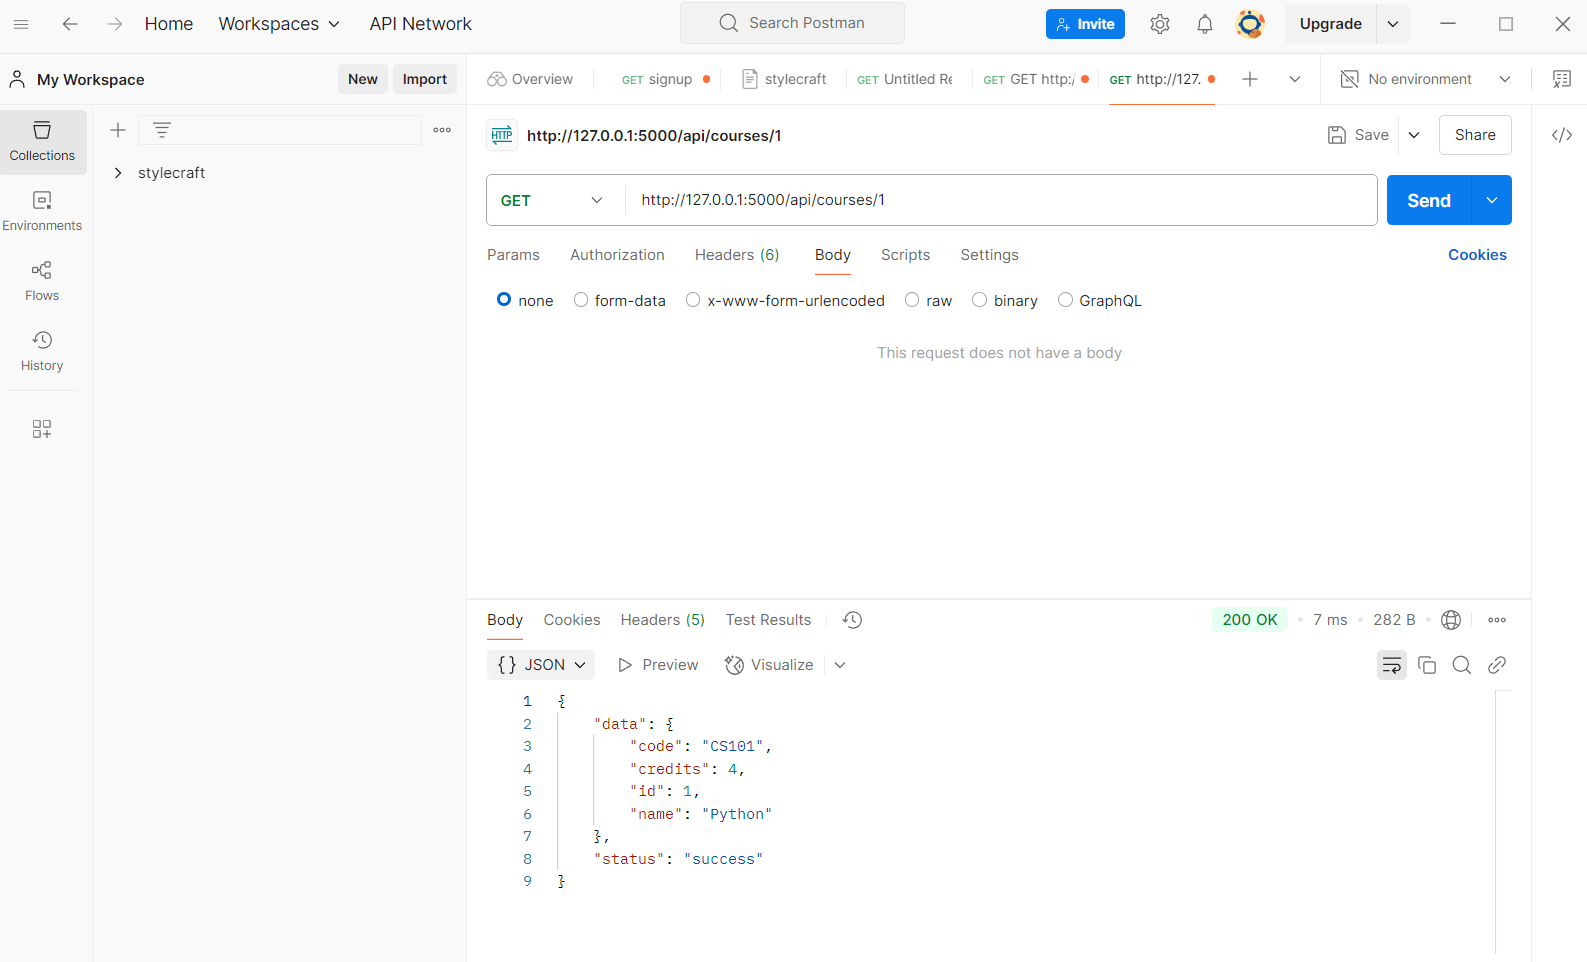 Home Workspaces API Network Search Postman Invite Upgrade
My Workspace New Import Overview GET signup stylecraft GET Untitled Re GET GET http:/ GET http://127. No environment
Collections
stylecraft
Environments
Flows
History
HTTP http://127.0.0.1:5000/api/courses/1 Save Share
GET http://127.0.0.1:5000/api/courses/1 Send
Params Authorization Headers (6) Body Scripts Settings Cookies
none form-data x-www-form-urlencoded raw binary GraphQL
This request does not have a body
Body Cookies Headers (5) Test Results 200 OK 7 ms 282 B
{} JSON Preview Visualize
1 {
2 "data": {
3 "code": "CS101",
4 "credits": 4,
5 "id": 1,
6 "name": "Python"
7 },
8 "status": "success"
9 }